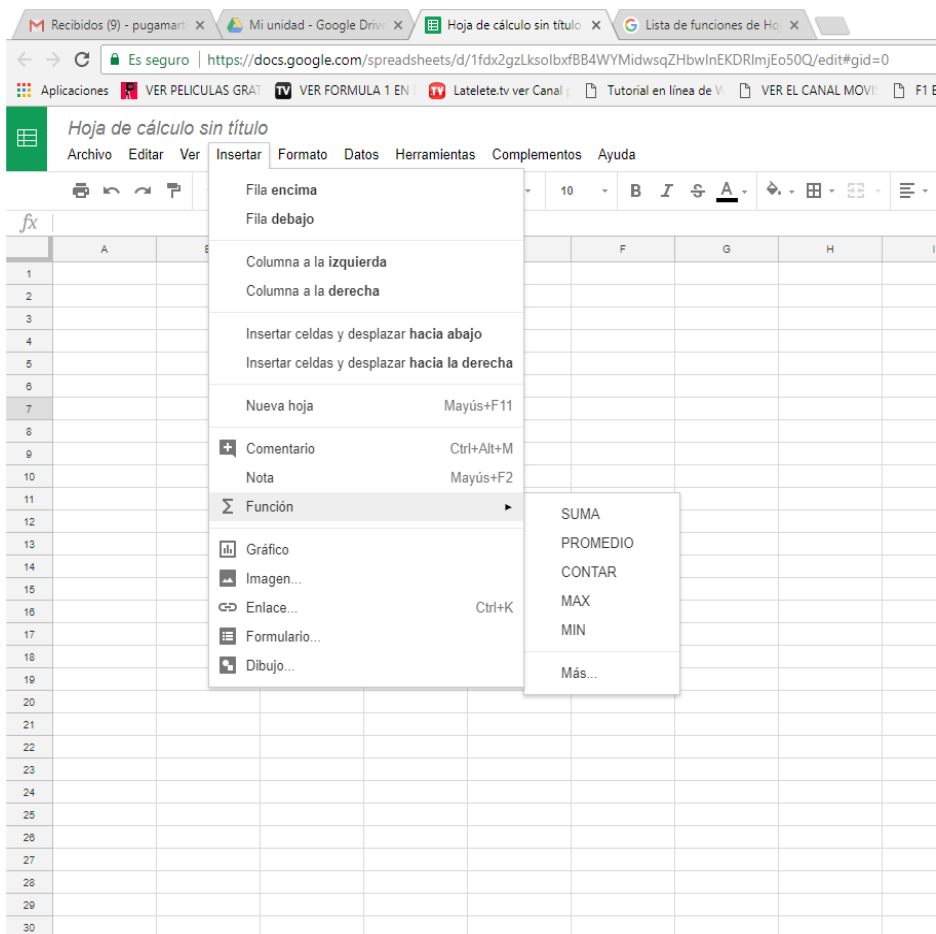 Recibidos (9) - pugamart
Mi unidad - Google Drive
Hoja de cálculo sin título
Lista de funciones de Ho
Es seguro https://docs.google.com/spreadsheets/d/1fdx2gzLksoIbxfBB4WYMidwsqZHbwInEKDRImjEo50Q/edit#gid=0
Aplicaciones VER PELICULAS GRAT VER FORMULA 1 EN Latelete.tv ver Canal Tutorial en línea de VER EL CANAL MOVIS F1 E
Hoja de cálculo sin título
Archivo Editar Ver Insertar Formato Datos Herramientas Complementos Ayuda
10 B I S A
fx
A F G H I
Fila encima
Fila debajo
Columna a la izquierda
Columna a la derecha
Insertar celdas y desplazar hacia abajo
Insertar celdas y desplazar hacia la derecha
Nueva hoja Mayús+F11
Comentario Ctrl+Alt+M
Nota Mayús+F2
Función
Gráfico
Imagen...
Enlace... Ctrl+K
Formulario...
Dibujo...
SUMA
PROMEDIO
CONTAR
MAX
MIN
Más...
1
2
3
4
5
6
7
8
9
10
11
12
13
14
15
16
17
18
19
20
21
22
23
24
25
26
27
28
29
30